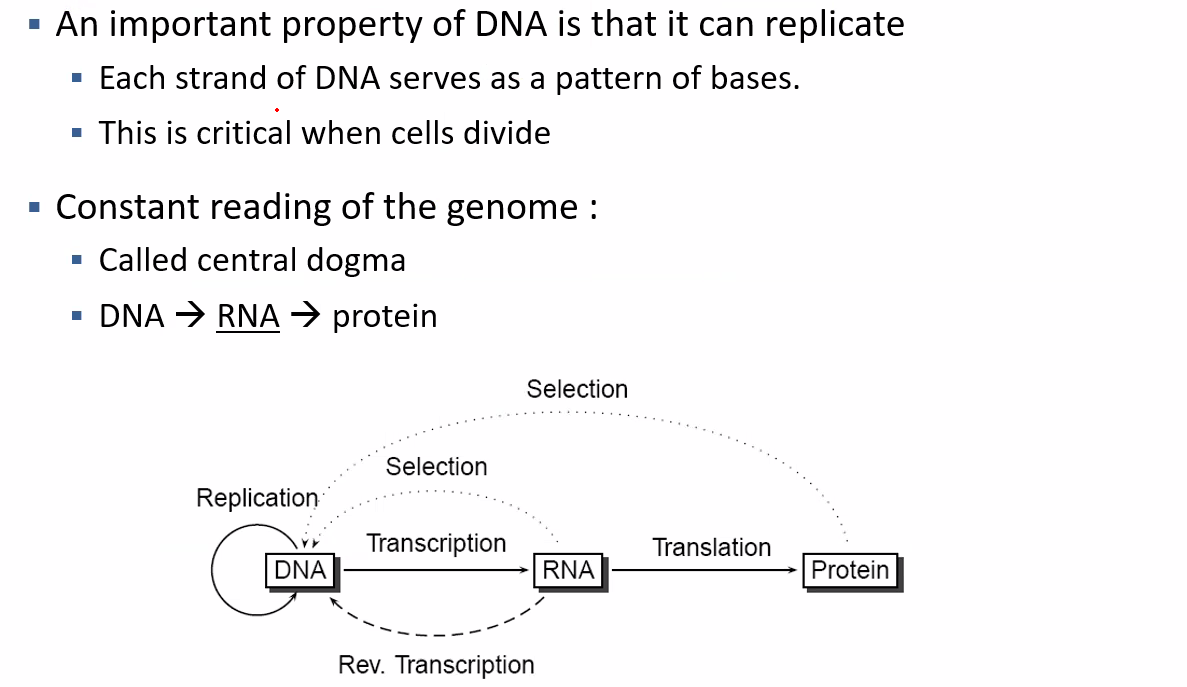 ▪ An important property of DNA is that it can replicate
▪ Each strand of DNA serves as a pattern of bases.
▪ This is critical when cells divide
▪ Constant reading of the genome :
▪ Called central dogma
▪ DNA → RNA → protein
Selection
Selection
Replication
Transcription
Translation
DNA
RNA
Protein
Rev. Transcription